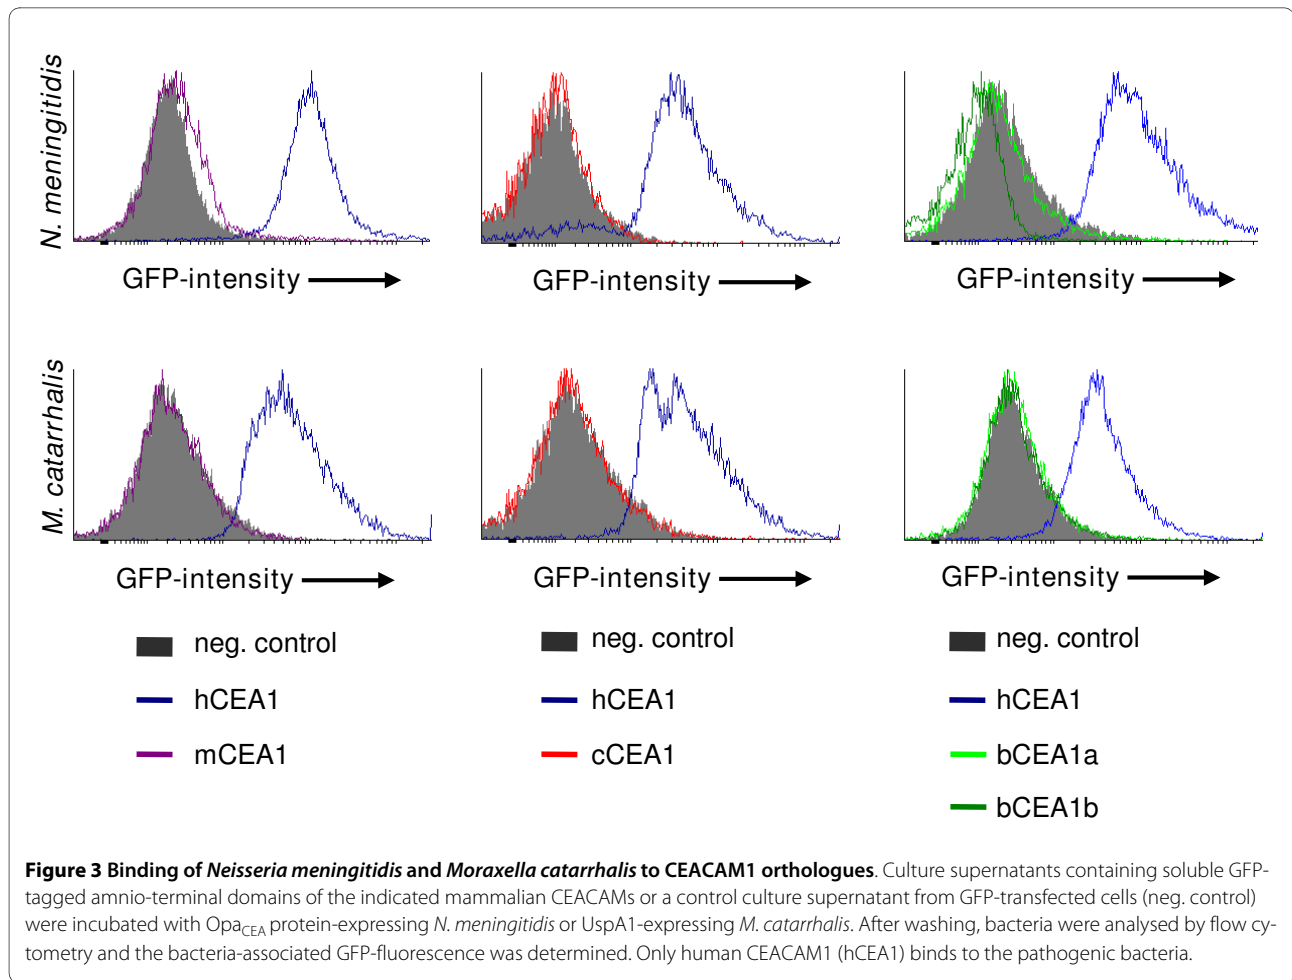 N. meningitidis
GFP-intensity
GFP-intensity
GFP-intensity
M. catarrhalis
GFP-intensity
GFP-intensity
GFP-intensity
neg. control
hCEA1
mCEA1
neg. control
hCEA1
cCEA1
neg. control
hCEA1
bCEA1a
bCEA1b
Figure 3 Binding of Neisseria meningitidis and Moraxella catarrhalis to CEACAM1 orthologues. Culture supernatants containing soluble GFP-
tagged amnio-terminal domains of the indicated mammalian CEACAMs or a control culture supernatant from GFP-transfected cells (neg. control)
were incubated with OpaCEA protein-expressing N. meningitidis or UspA1-expressing M. catarrhalis. After washing, bacteria were analysed by flow cy-
tometry and the bacteria-associated GFP-fluorescence was determined. Only human CEACAM1 (hCEA1) binds to the pathogenic bacteria.